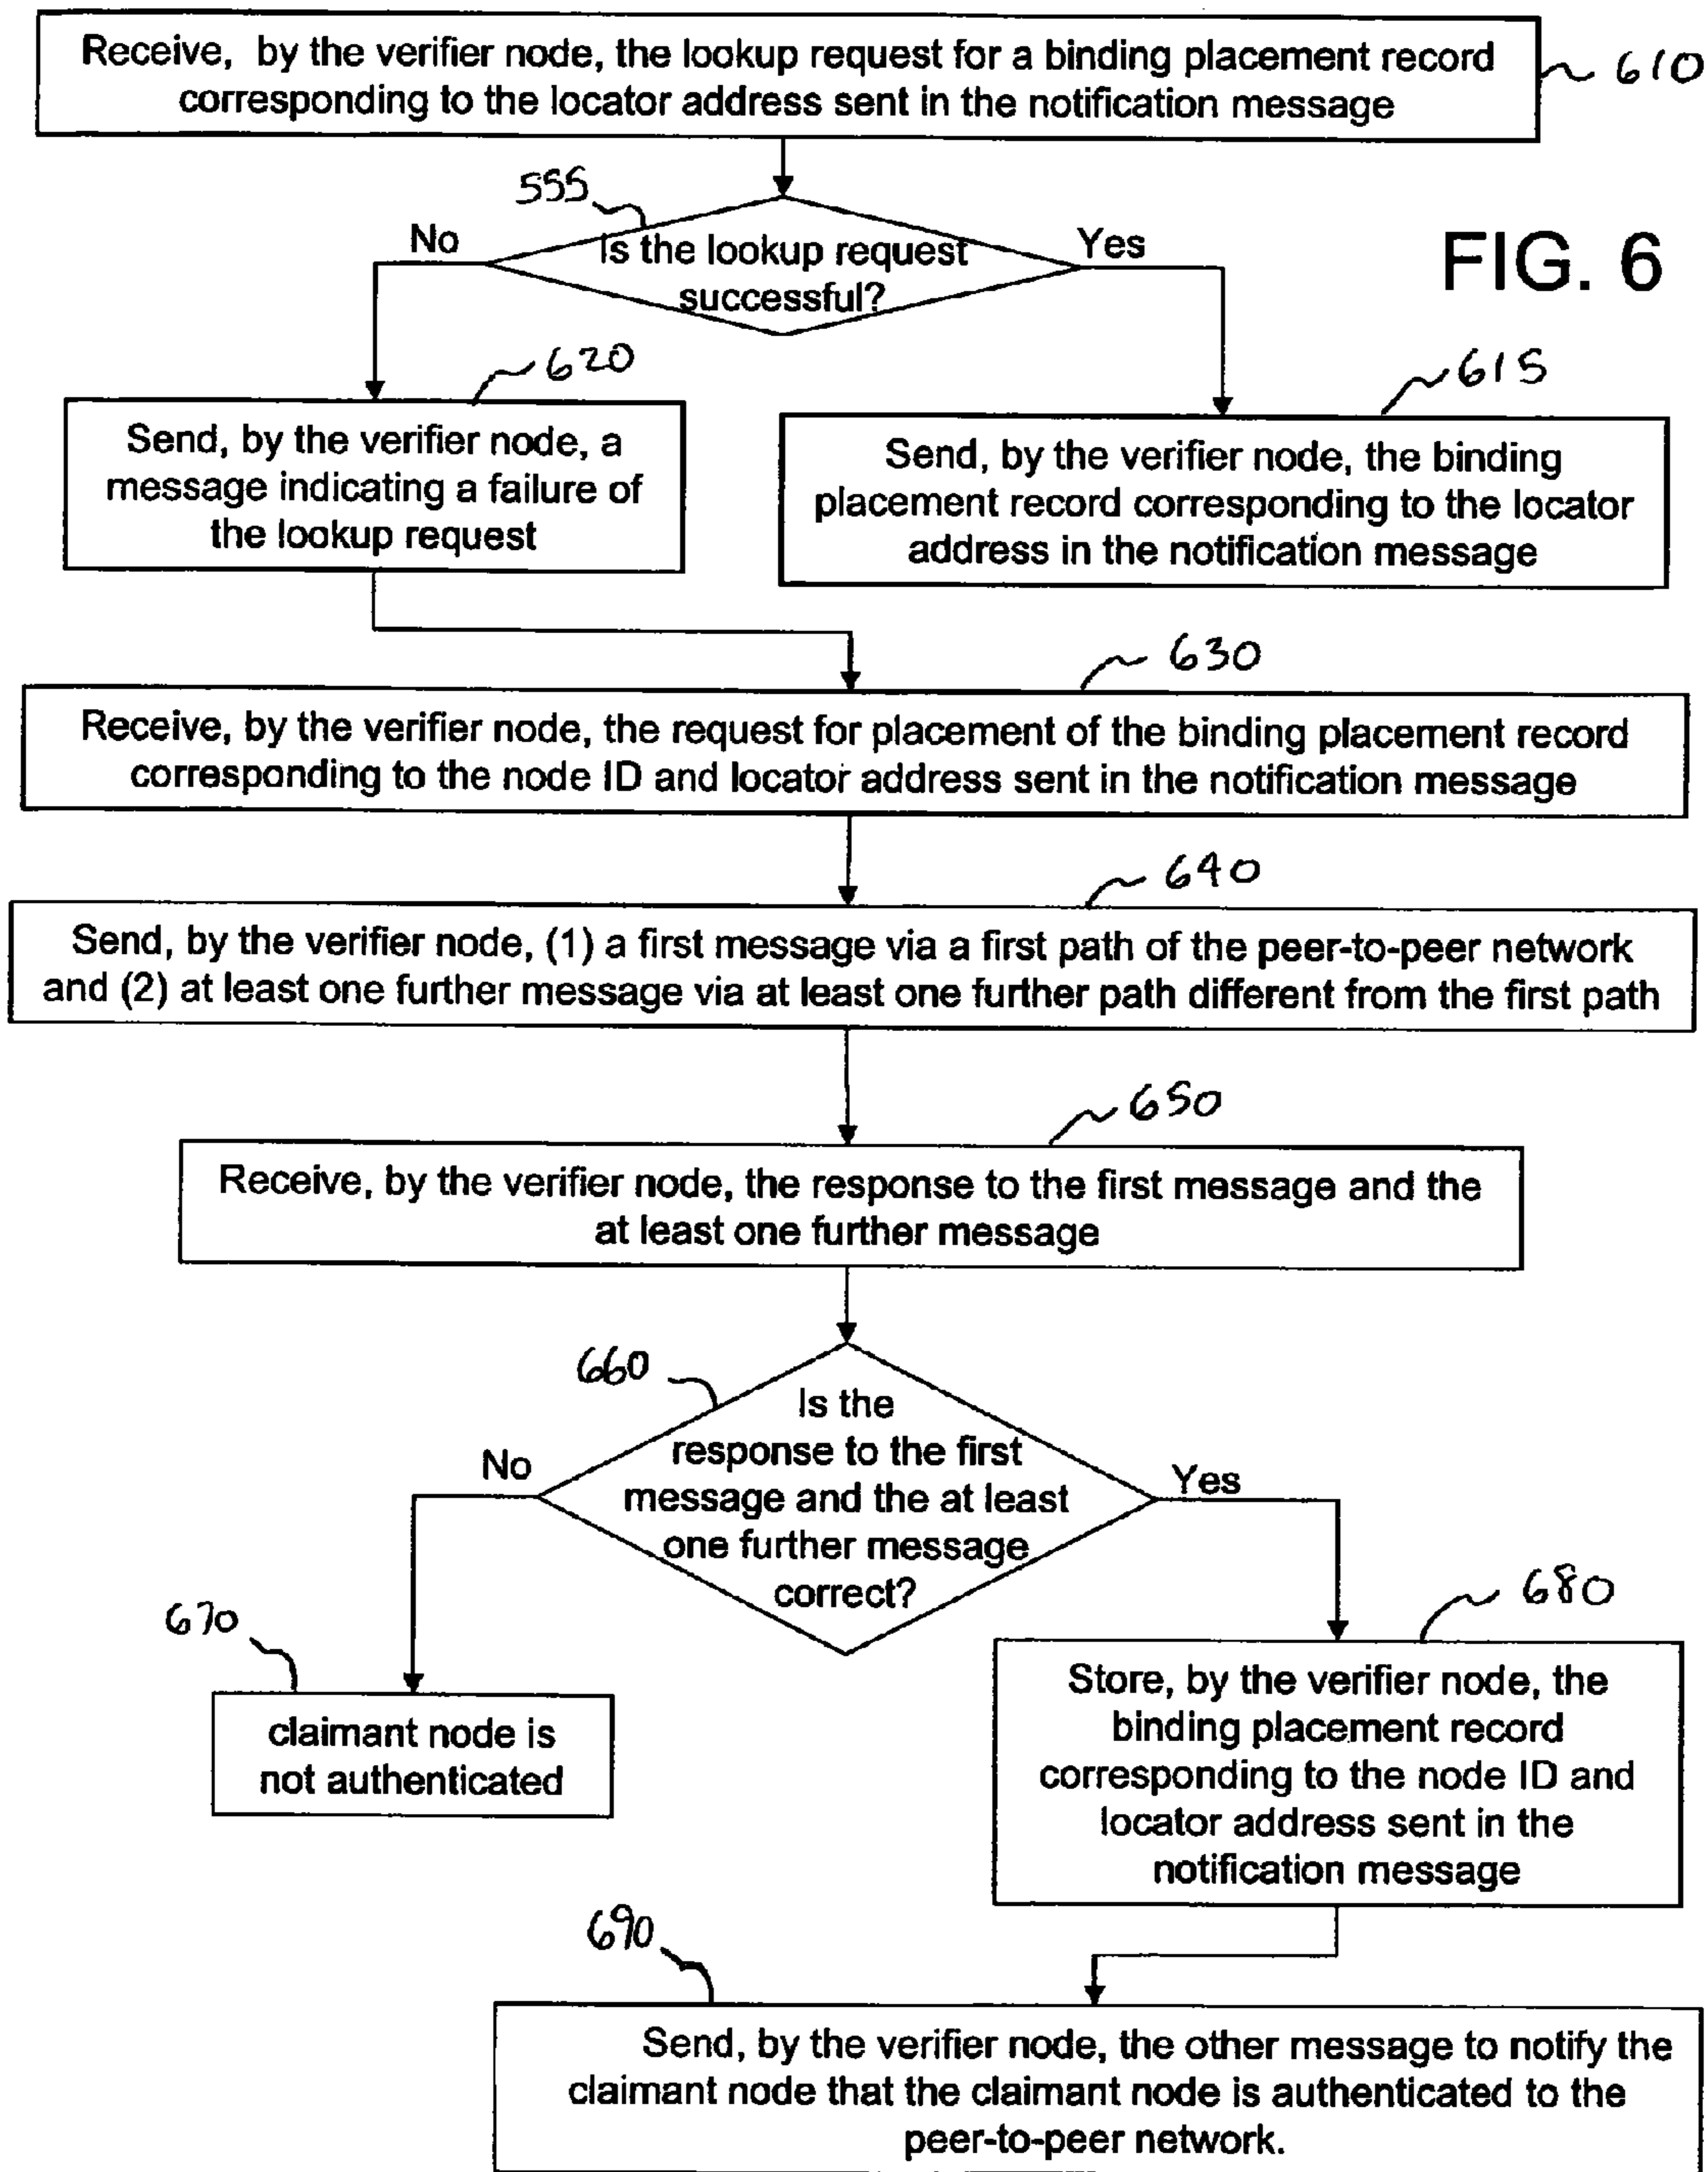 Receive, by the verifier node, the lookup request for a binding placement record
corresponding to the locator address sent in the notification message
610
555
No
Is the lookup request
successful?
Yes
FIG. 6
620
615
Send, by the verifier node, a
message indicating a failure of
the lookup request
Send, by the verifier node, the binding
placement record corresponding to the locator
address in the notification message
630
Receive, by the verifier node, the request for placement of the binding placement record
corresponding to the node ID and locator address sent in the notification message
640
Send, by the verifier node, (1) a first message via a first path of the peer-to-peer network
and (2) at least one further message via at least one further path different from the first path
650
Receive, by the verifier node, the response to the first message and the
at least one further message
660
No
Is the
response to the first
message and the at least
one further message
correct?
Yes
670
claimant node is
not authenticated
680
Store, by the verifier node, the
binding placement record
corresponding to the node ID and
locator address sent in the
notification message
690
Send, by the verifier node, the other message to notify the
claimant node that the claimant node is authenticated to the
peer-to-peer network.